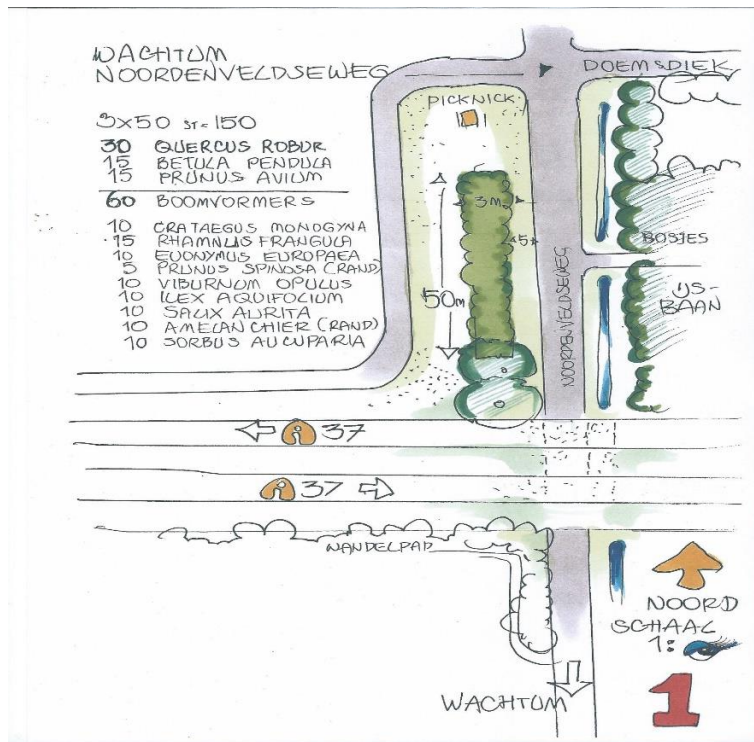 WACHTUM
NOORDENVELDSEWEG
3x50 ST= 150
30 QUERCUS ROBUR
15 BETULA PENDULA
15 PRUNUS AVIUM
60 BOOMVORMERS
10 CRATAEGUS MONOGYNA
15 RHAMNUS FRANGULA
10 EUONYMUS EUROPAEA
5 PRUNUS SPINOSA (RAND)
10 VIBURNUM OPULUS
10 ILEX AQUIFOLIUM
10 SALIX AURITA
10 AMELANCHIER (RAND)
10 SORBUS AUCUPARIA
DOEMSDIEK
PICKNICK
3m
5
50m
NOORDENVELDSEWEG
BOSJES
IJS-
BAAN
37
37
WANDELPAD
NOORD
SCHAAL
1:
WACHTUM
1